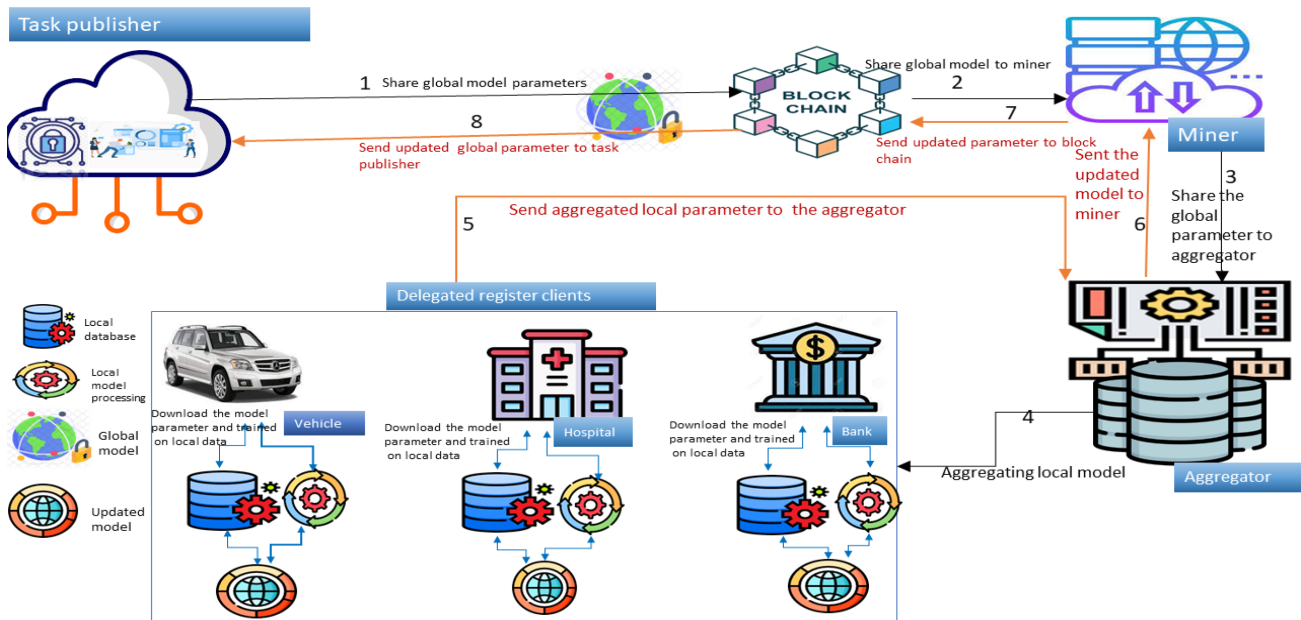 Task publisher
1
Share global model parameters
BLOCK
CHAIN
Share global model to miner
2
7
8
Send updated  global parameter to task
publisher
Send updated parameter to block
chain
Miner
Sent the
updated
model to
miner
6
3
Share the
global
parameter to
aggregator
5
Send aggregated local parameter to  the aggregator
Delegated register clients
Local
database
Local
model
processing
Global
model
Updated
model
Download the model
parameter and trained
on local data
Vehicle
Download the model
parameter and trained
on local data
Hospital
$
Download the model
parameter and trained
on local data
Bank
4
Aggregating local model
Aggregator